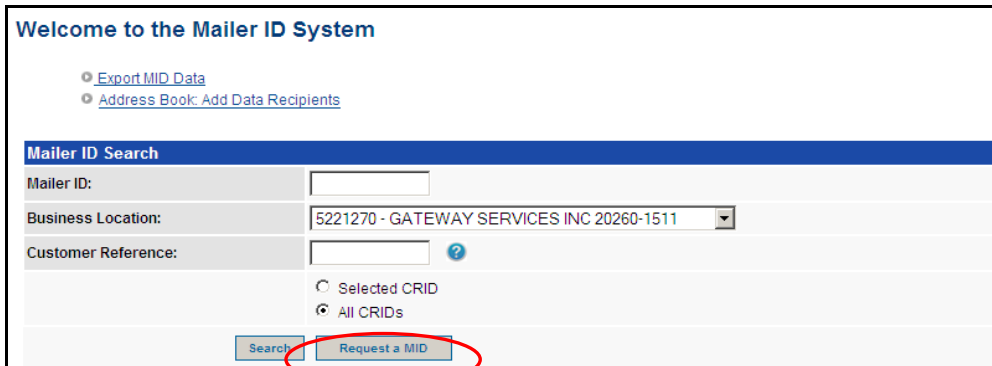 Welcome to the Mailer ID System
Export MID Data
Address Book: Add Data Recipients
Mailer ID Search
Mailer ID:
Business Location: 5221270 - GATEWAY SERVICES INC 20260-1511
Customer Reference: ?
Selected CRID
All CRIDs
Search Request a MID